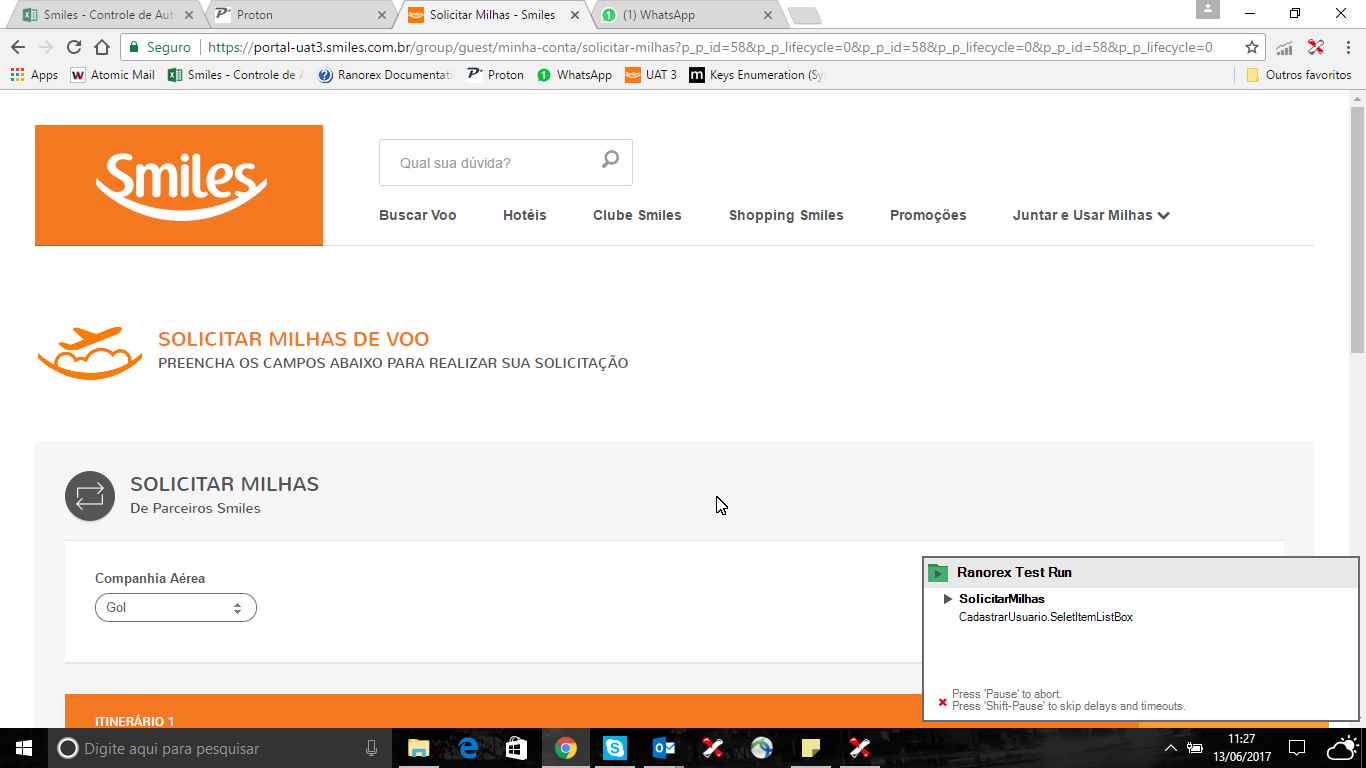 Smiles - Controle de Aut
Proton
Solicitar Milhas - Smiles
1 (1) WhatsApp
Seguro https://portal-uat3.smiles.com.br/group/guest/minha-conta/solicitar-milhas?p_p_id=58&p_p_lifecycle=0&p_p_id=58&p_p_lifecycle=0&p_p_id=58&p_p_lifecycle=0
Apps W Atomic Mail Smiles - Controle de A Ranorex Documentat Proton 1 WhatsApp UAT 3 m Keys Enumeration (Sy Outros favoritos
Smiles
Qual sua dúvida?
Buscar Voo Hotéis Clube Smiles Shopping Smiles Promoções Juntar e Usar Milhas
SOLICITAR MILHAS DE VOO
PREENCHA OS CAMPOS ABAIXO PARA REALIZAR SUA SOLICITAÇÃO
SOLICITAR MILHAS
De Parceiros Smiles
Companhia Aérea
Gol
ITINERÁRIO 1
Ranorex Test Run
SolicitarMilhas
CadastrarUsuario.SeletItemListBox
Press 'Pause' to abort.
Press 'Shift-Pause' to skip delays and timeouts.
Digite aqui para pesquisar
11:27
13/06/2017